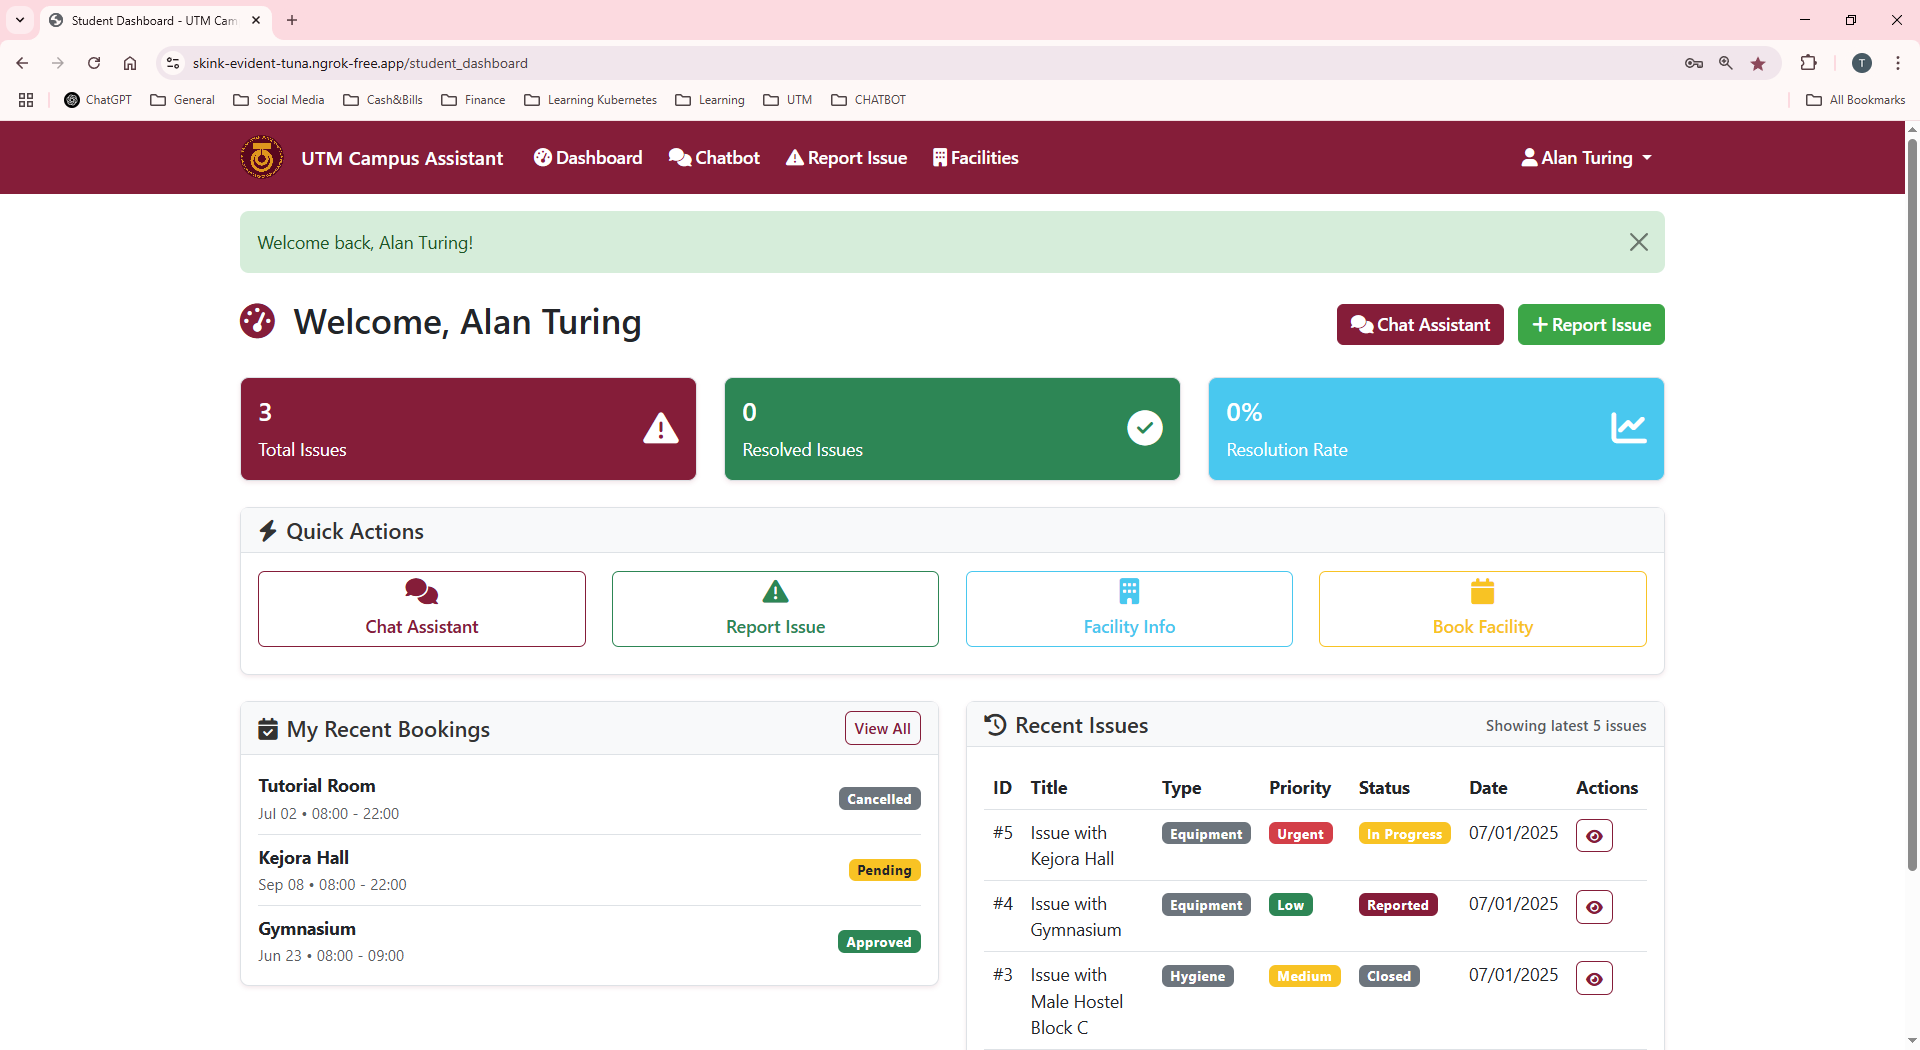 Student Dashboard - UTM Cam
skink-evident-tuna.ngrok-free.app/student_dashboard
T
ChatGPT General Social Media Cash&Bills Finance Learning Kubernetes Learning UTM CHATBOT All Bookmarks
UTM Campus Assistant Dashboard Chatbot Report Issue Facilities Alan Turing
Welcome back, Alan Turing!
Welcome, Alan Turing
Chat Assistant
Report Issue
3
Total Issues
0
Resolved Issues
0%
Resolution Rate
Quick Actions
Chat Assistant
Report Issue
Facility Info
Book Facility
My Recent Bookings View All
Tutorial Room
Jul 02 • 08:00 - 22:00
Cancelled
Kejora Hall
Sep 08 • 08:00 - 22:00
Pending
Gymnasium
Jun 23 • 08:00 - 09:00
Approved
Recent Issues Showing latest 5 issues
ID Title Type Priority Status Date Actions
#5 Issue with Equipment Urgent In Progress 07/01/2025
Kejora Hall
#4 Issue with Equipment Low Reported 07/01/2025
Gymnasium
#3 Issue with Hygiene Medium Closed 07/01/2025
Male Hostel
Block C